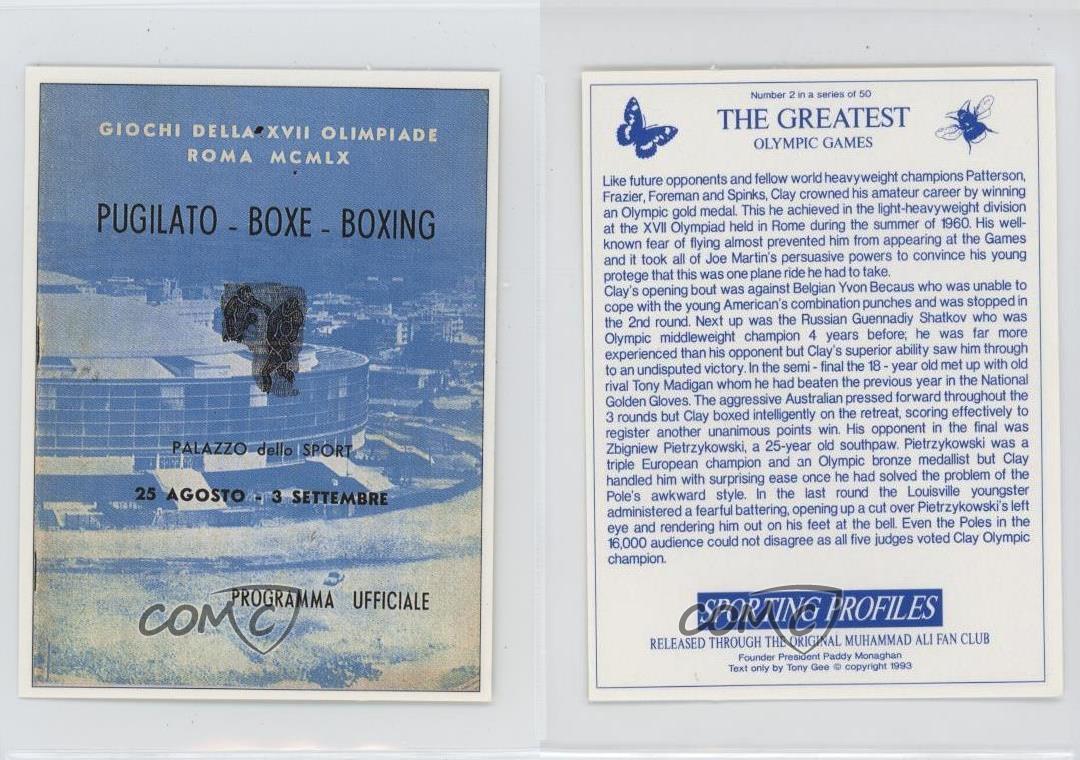 GIOCHI DELLA XVII OLIMPIADE
ROMA MCMLX
PUGILATO - BOXE - BOXING
PALAZZO dello SPORT
25 AGOSTO - 3 SETTEMBRE
PROGRAMMA UFFICIALE
COMC
Number 2 in a series of 50
THE GREATEST
OLYMPIC GAMES
Like future opponents and fellow world heavyweight champions Patterson,
Frazier, Foreman and Spinks, Clay crowned his amateur career by winning
an Olympic gold medal. This he achieved in the light-heavyweight division
at the XVII Olympiad held in Rome during the summer of 1960. His well-
known fear of flying almost prevented him from appearing at the Games
and it took all of Joe Martin's persuasive powers to convince his young
protege that this was one plane ride he had to take.
Clay's opening bout was against Belgian Yvon Becaus who was unable to
cope with the young American's combination punches and was stopped in
the 2nd round. Next up was the Russian Guennadiy Shatkov who was
Olympic middleweight champion 4 years before; he was far more
experienced than his opponent but Clay's superior ability saw him through
to an undisputed victory. In the semi - final the 18 - year old met up with old
rival Tony Madigan whom he had beaten the previous year in the National
Golden Gloves. The aggressive Australian pressed forward throughout the
3 rounds but Clay boxed intelligently on the retreat, scoring effectively to
register another unanimous points win. His opponent in the final was
Zbigniew Pietrzykowski, a 25-year old southpaw. Pietrzykowski was a
triple European champion and an Olympic bronze medallist but Clay
handled him with surprising ease once he had solved the problem of the
Pole's awkward style. In the last round the Louisville youngster
administered a fearful battering, opening up a cut over Pietrzykowski's left
eye and rendering him out on his feet at the bell. Even the Poles in the
16,000 audience could not disagree as all five judges voted Clay Olympic
champion.
SPORTING PROFILES
COMC
RELEASED THROUGH THE ORIGINAL MUHAMMAD ALI FAN CLUB
Founder President Paddy Monaghan
Text only by Tony Gee © copyright 1993